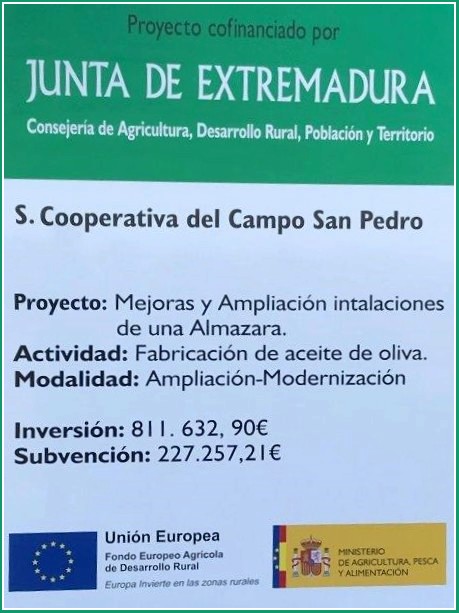 Proyecto cofinanciado por
JUNTA DE EXTREMADURA
Consejería de Agricultura, Desarrollo Rural, Población y Territorio
S. Cooperativa del Campo San Pedro
Proyecto: Mejoras y Ampliación intalaciones
de una Almazara.
Actividad: Fabricación de aceite de oliva.
Modalidad: Ampliación-Modernización
Inversión: 811. 632, 90€
Subvención: 227.257,21€
Unión Europea
Fondo Europeo Agrícola
de Desarrollo Rural
Europa Invierte en las zonas rurales
MINISTERIO
DE AGRICULTURA, PESCA
Y ALIMENTACIÓN